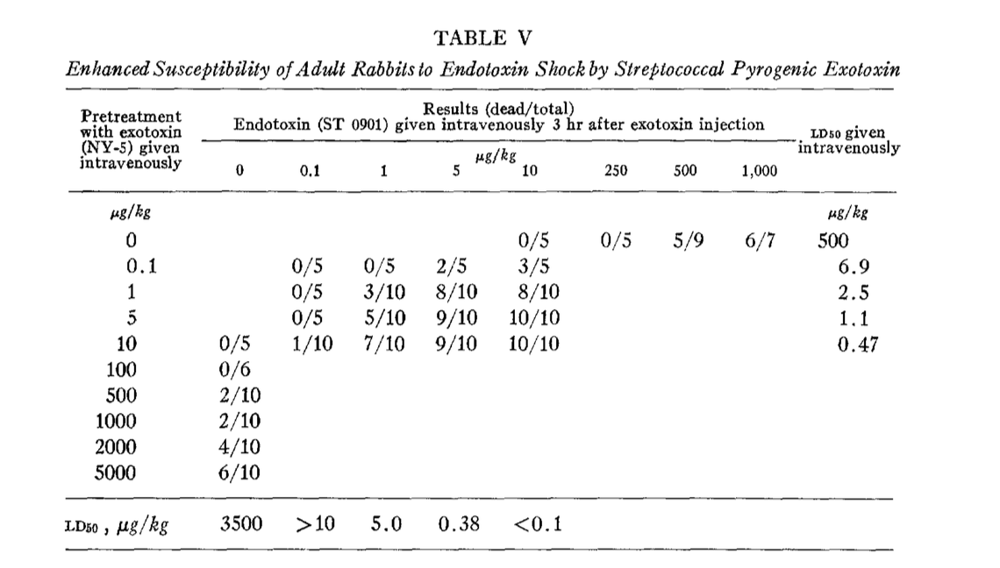 TABLE V
Enhanced Susceptibility of Adult Rabbits to Endotoxin Shock by Streptococcal Pyrogenic Exotoxin
Pretreatment with exotoxin (NY-5) given intravenously
Results (dead/total)
Endotoxin (ST 0901) given intravenously 3 hr after exotoxin injection
LD50 given intravenously
μg/kg
0 0.1 1 5 10 250 500 1,000
μg/kg μg/kg
0 0/5 0/5 5/9 6/7 500
0.1 0/5 0/5 2/5 3/5 6.9
1 0/5 3/10 8/10 8/10 2.5
5 0/5 5/10 9/10 10/10 1.1
10 0/5 1/10 7/10 9/10 10/10 0.47
100 0/6
500 2/10
1000 2/10
2000 4/10
5000 6/10
LD50 , μg/kg 3500 >10 5.0 0.38 <0.1